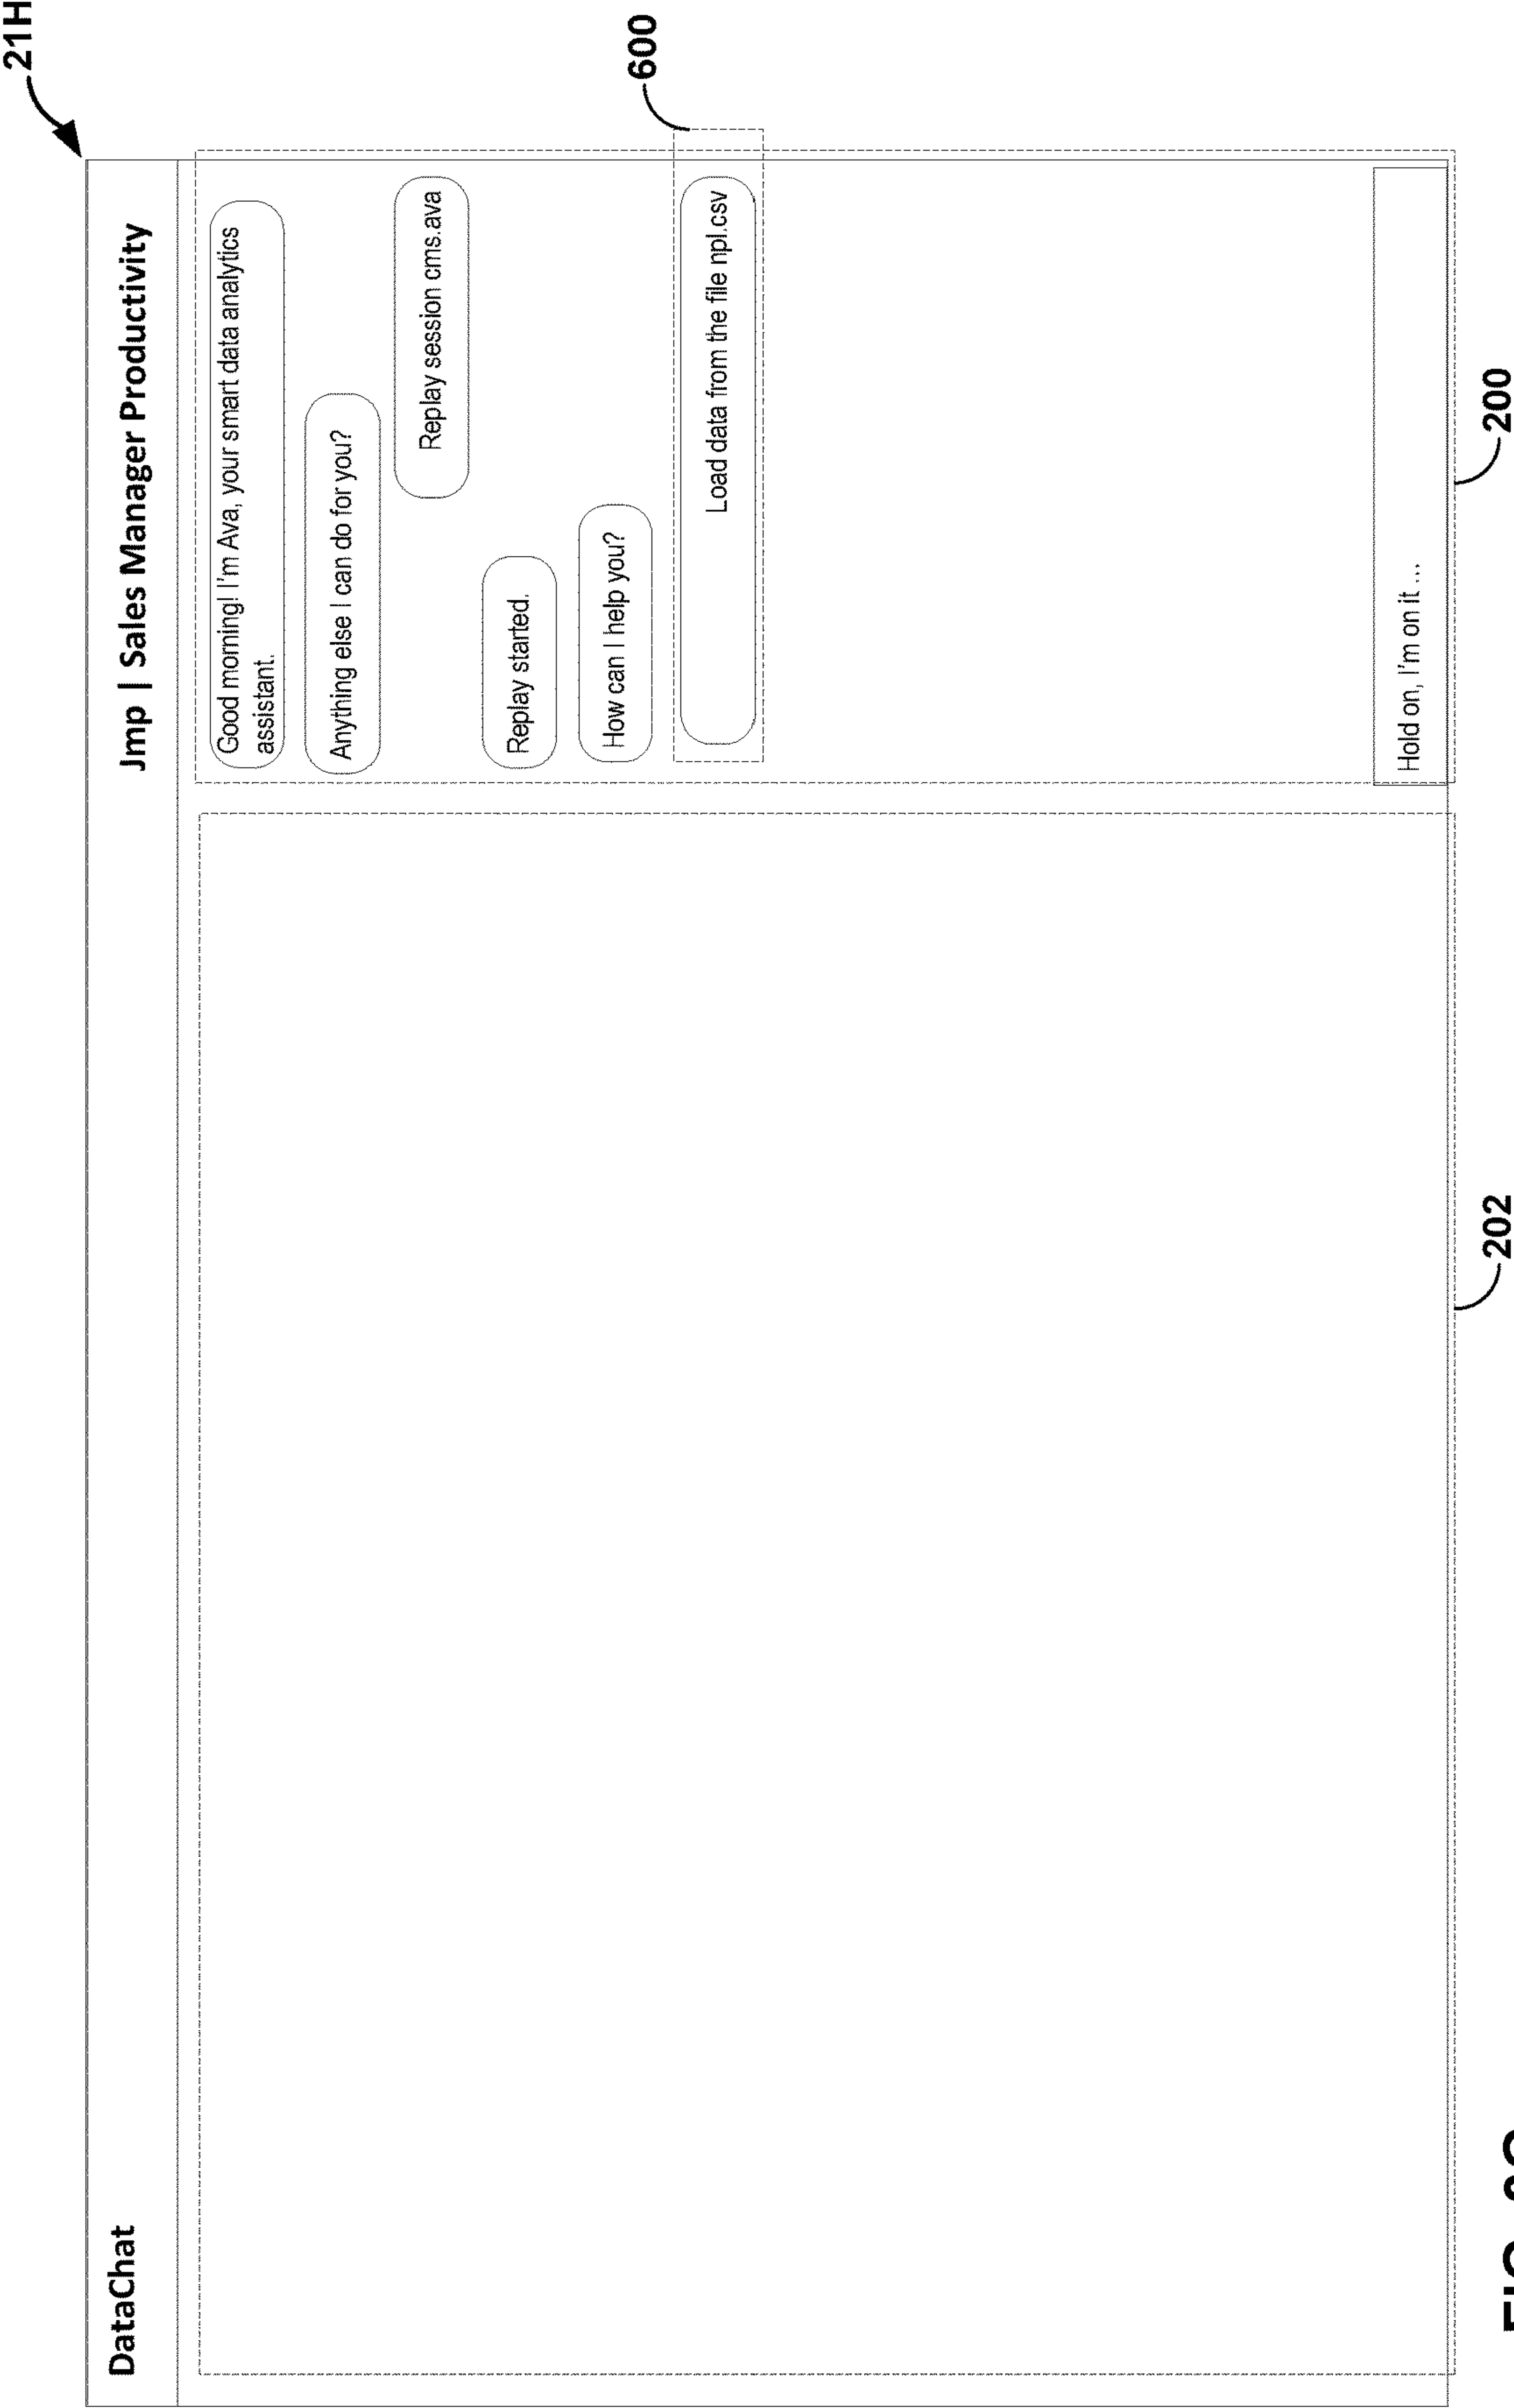 21H
DataChat
Jmp | Sales Manager Productivity
Good morning! I'm Ava, your smart data analytics
assistant.
Anything else I can do for you?
Replay session cms.ava
Replay started.
How can I help you?
600
Load data from the file npl.csv
Hold on, I'm on it ...
202
200
FIG.